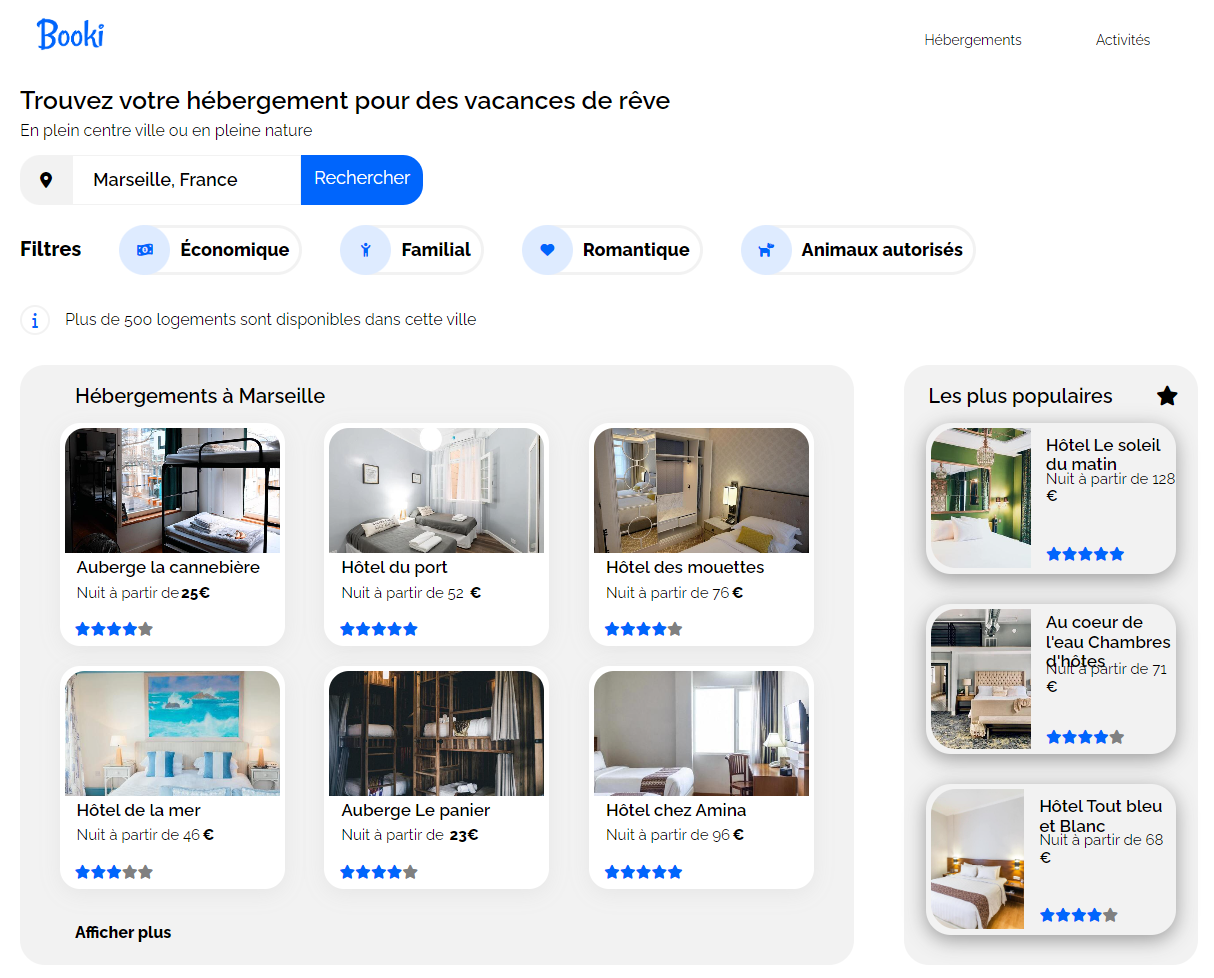 Booki
Hébergements
Activités
Trouvez votre hébergement pour des vacances de rêve
En plein centre ville ou en pleine nature
Marseille, France
Rechercher
Filtres
Économique
Familial
Romantique
Animaux autorisés
Plus de 500 logements sont disponibles dans cette ville
Hébergements à Marseille
Auberge la cannebière
Nuit à partir de 25€
Hôtel du port
Nuit à partir de 52 €
Hôtel des mouettes
Nuit à partir de 76 €
Hôtel de la mer
Nuit à partir de 46 €
Auberge Le panier
Nuit à partir de 23€
Hôtel chez Amina
Nuit à partir de 96 €
Afficher plus
Les plus populaires
Hôtel Le soleil
du matin
Nuit à partir de 128
€
Au coeur de
l'eau Chambres
d'hôtes
Nuit à partir de 71
€
Hôtel Tout bleu
et Blanc
Nuit à partir de 68
€